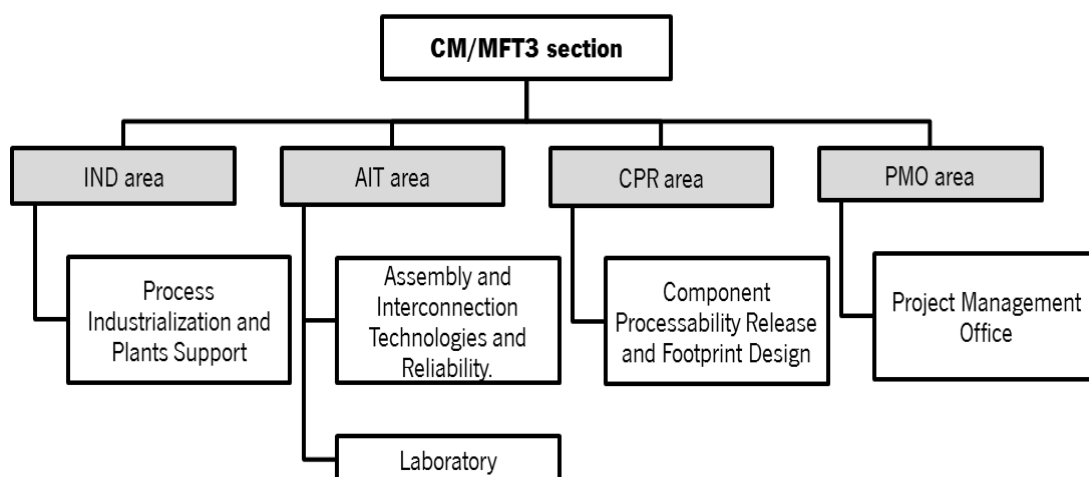 CM/MFT3 section
IND area
AIT area
CPR area
PMO area
Process
Industrialization and
Plants Support
Assembly and
Interconnection
Technologies and
Reliability.
Component
Processability Release
and Footprint Design
Project Management
Office
Laboratory